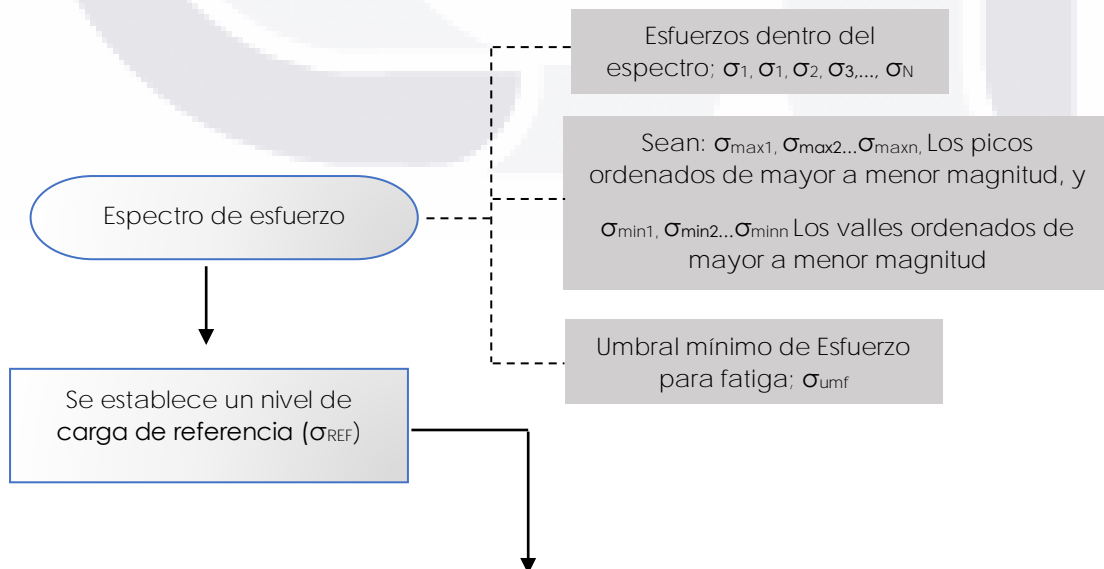 Esfuerzos dentro del
espectro; σ1, σ1, σ2, σ3,..., σN
Sean: σmax1, σmax2...σmaxn, Los picos
ordenados de mayor a menor magnitud, y
σmin1, σmin2...σminn Los valles ordenados de
mayor a menor magnitud
Espectro de esfuerzo
Umbral mínimo de Esfuerzo
para fatiga; σumf
Se establece un nivel de
carga de referencia (σREF)